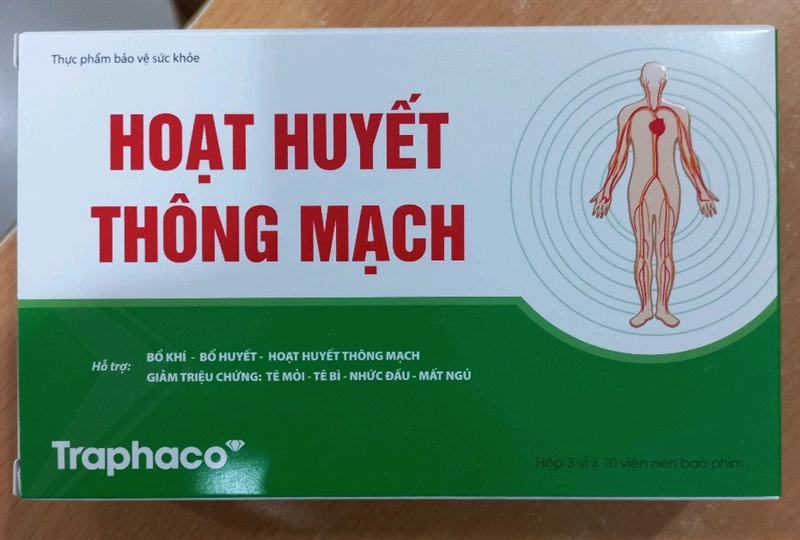 Thực phẩm bảo vệ sức khỏe
HOẠT HUYẾT
THÔNG MẠCH
Hỗ trợ:
BỔ KHÍ - BỔ HUYẾT - HOẠT HUYẾT THÔNG MẠCH
GIẢM TRIỆU CHỨNG: TÊ MỎI - TÊ BÌ - NHỨC ĐẦU - MẤT NGỦ
Traphaco
Hộp 3 vỉ x 10 viên nén bao phim